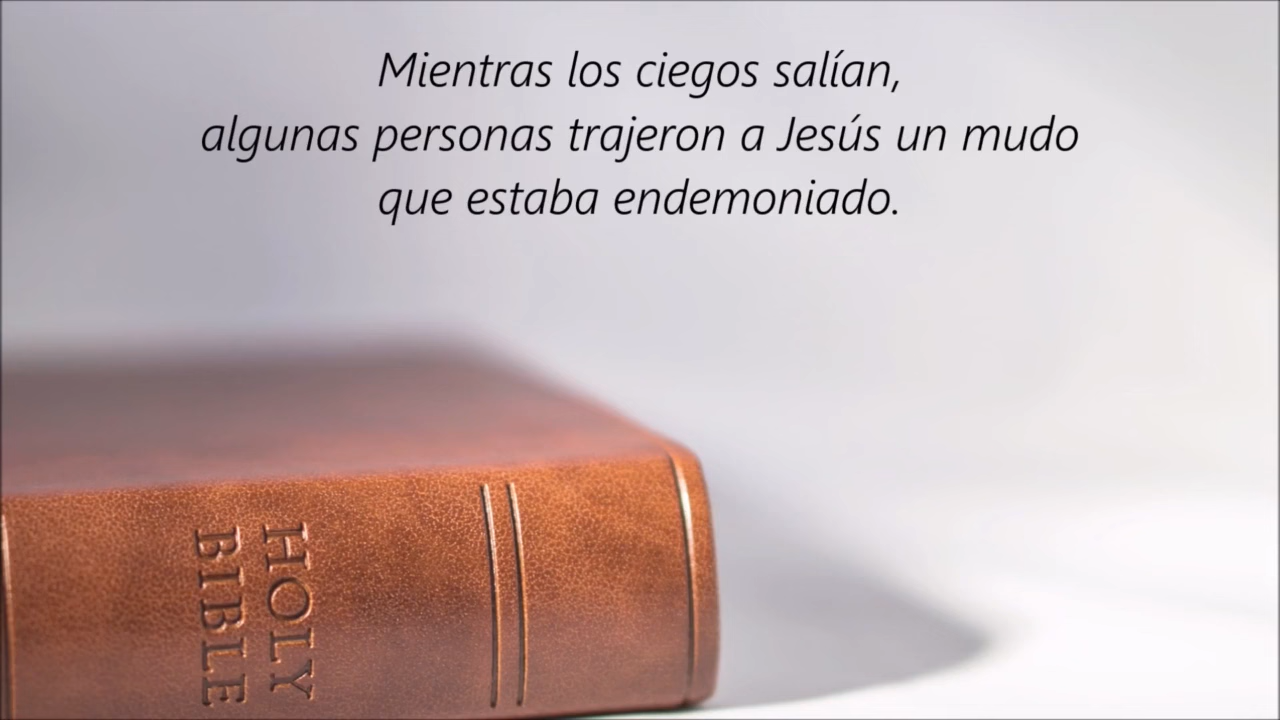 Mientras los ciegos salían,
algunas personas trajeron a Jesús un mudo
que estaba endemoniado.
HOLY
BIBLE